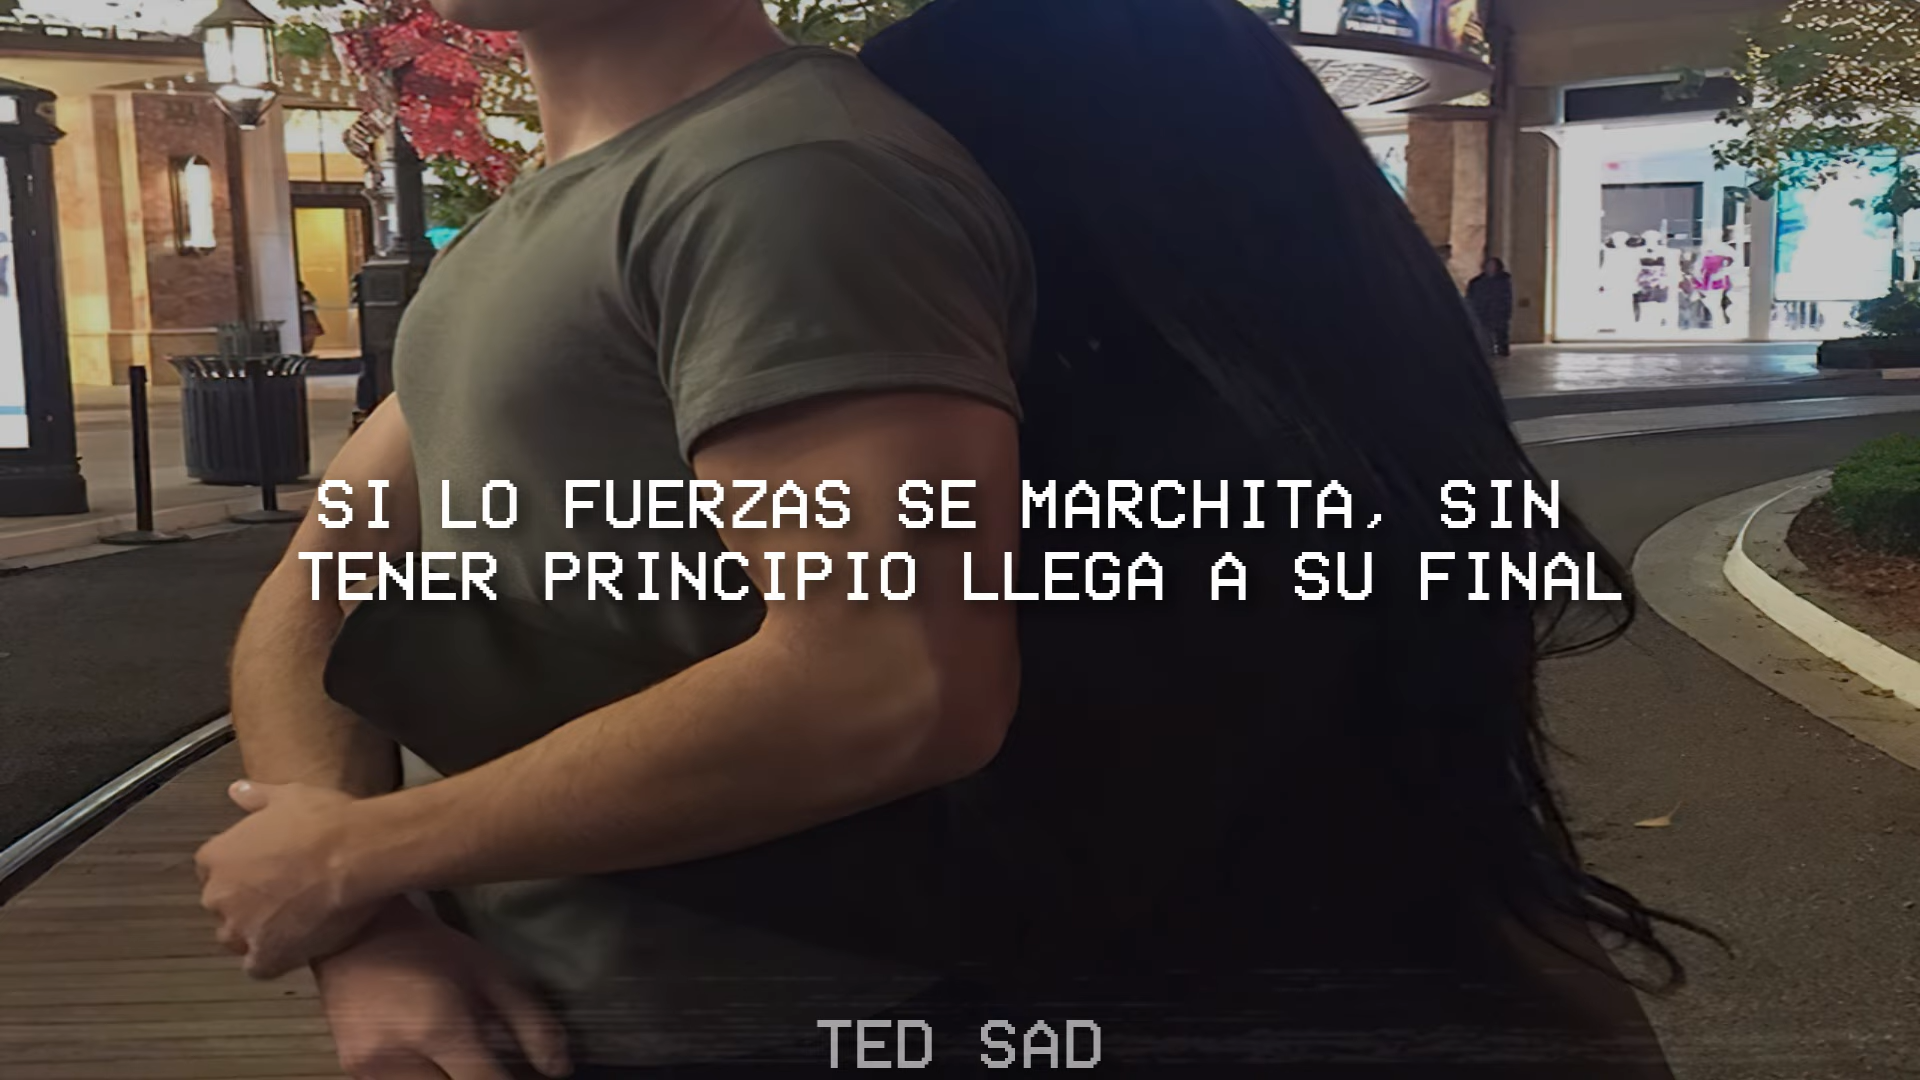 SI LO FUERZAS SE MARCHITA, SIN
TENER PRINCIPIO LLEGA A SU FINAL
TED SAD